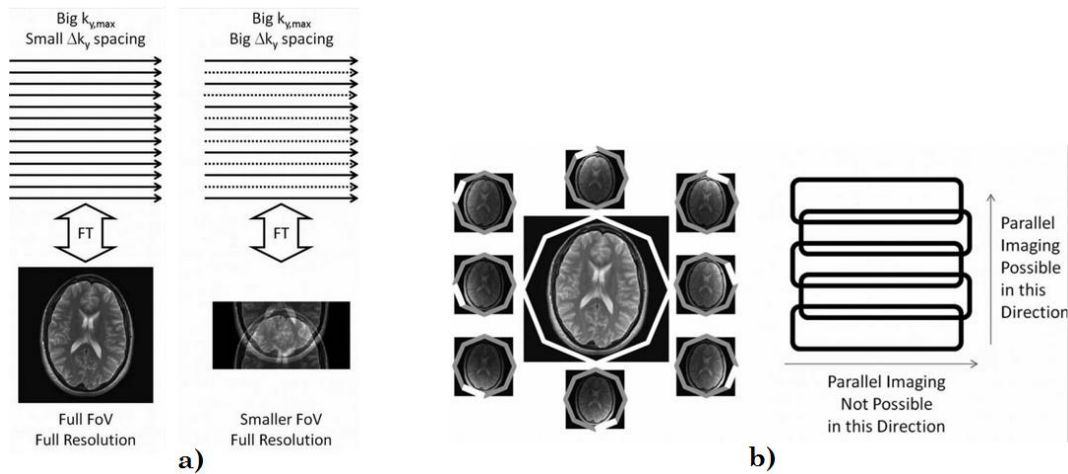 Big k_y,max
Small Δk_y spacing
FT
Full FoV
Full Resolution
Big k_y,max
Big Δk_y spacing
FT
Smaller FoV
Full Resolution
a)
Parallel
Imaging
Possible
in this
Direction
Parallel Imaging
Not Possible
in this Direction
b)